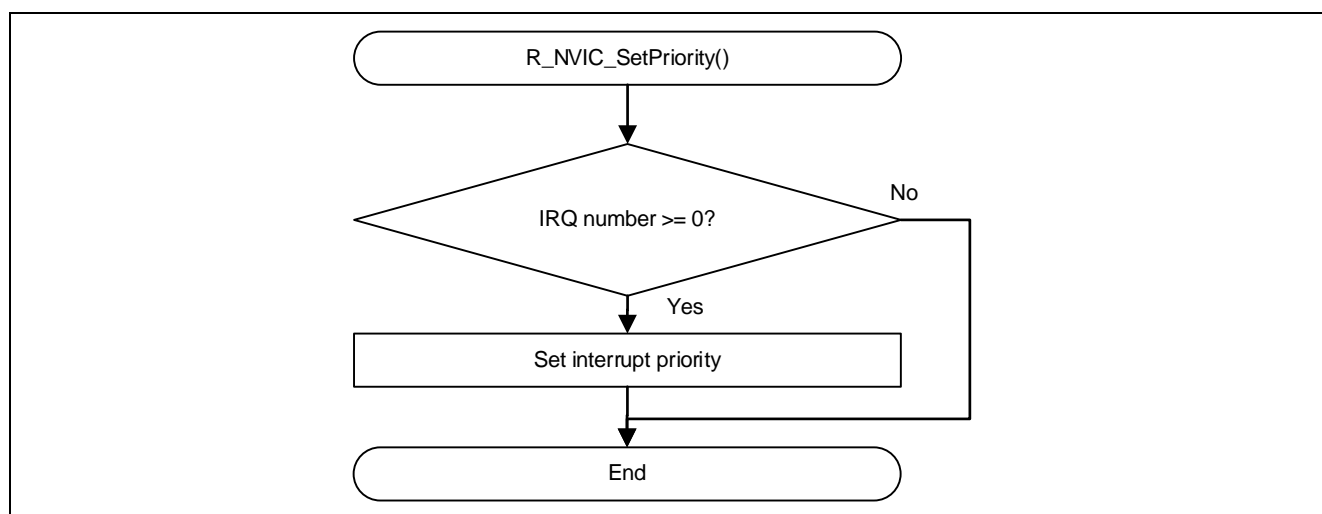 R_NVIC_SetPriority()
No
IRQ number >= 0?
Yes
Set interrupt priority
End